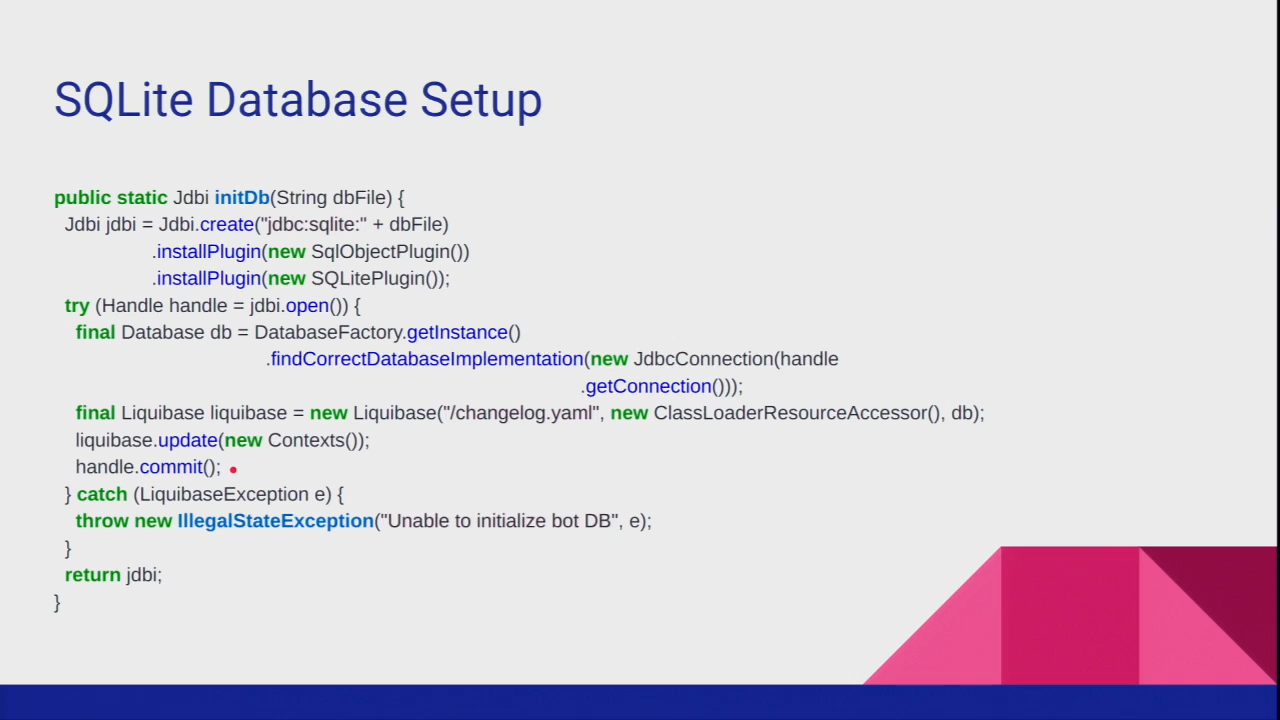 SQLite Database Setup
public static Jdbi initDb(String dbFile) {
Jdbi jdbi = Jdbi.create("jdbc:sqlite:" + dbFile)
.installPlugin(new SqlObjectPlugin())
.installPlugin(new SQLitePlugin());
try (Handle handle = jdbi.open()) {
final Database db = DatabaseFactory.getInstance()
.findCorrectDatabaseImplementation(new JdbcConnection(handle
.getConnection()));
final Liquibase liquibase = new Liquibase("/changelog.yaml", new ClassLoaderResourceAccessor(), db);
liquibase.update(new Contexts());
handle.commit();
} catch (LiquibaseException e) {
throw new IllegalStateException("Unable to initialize bot DB", e);
}
return jdbi;
}